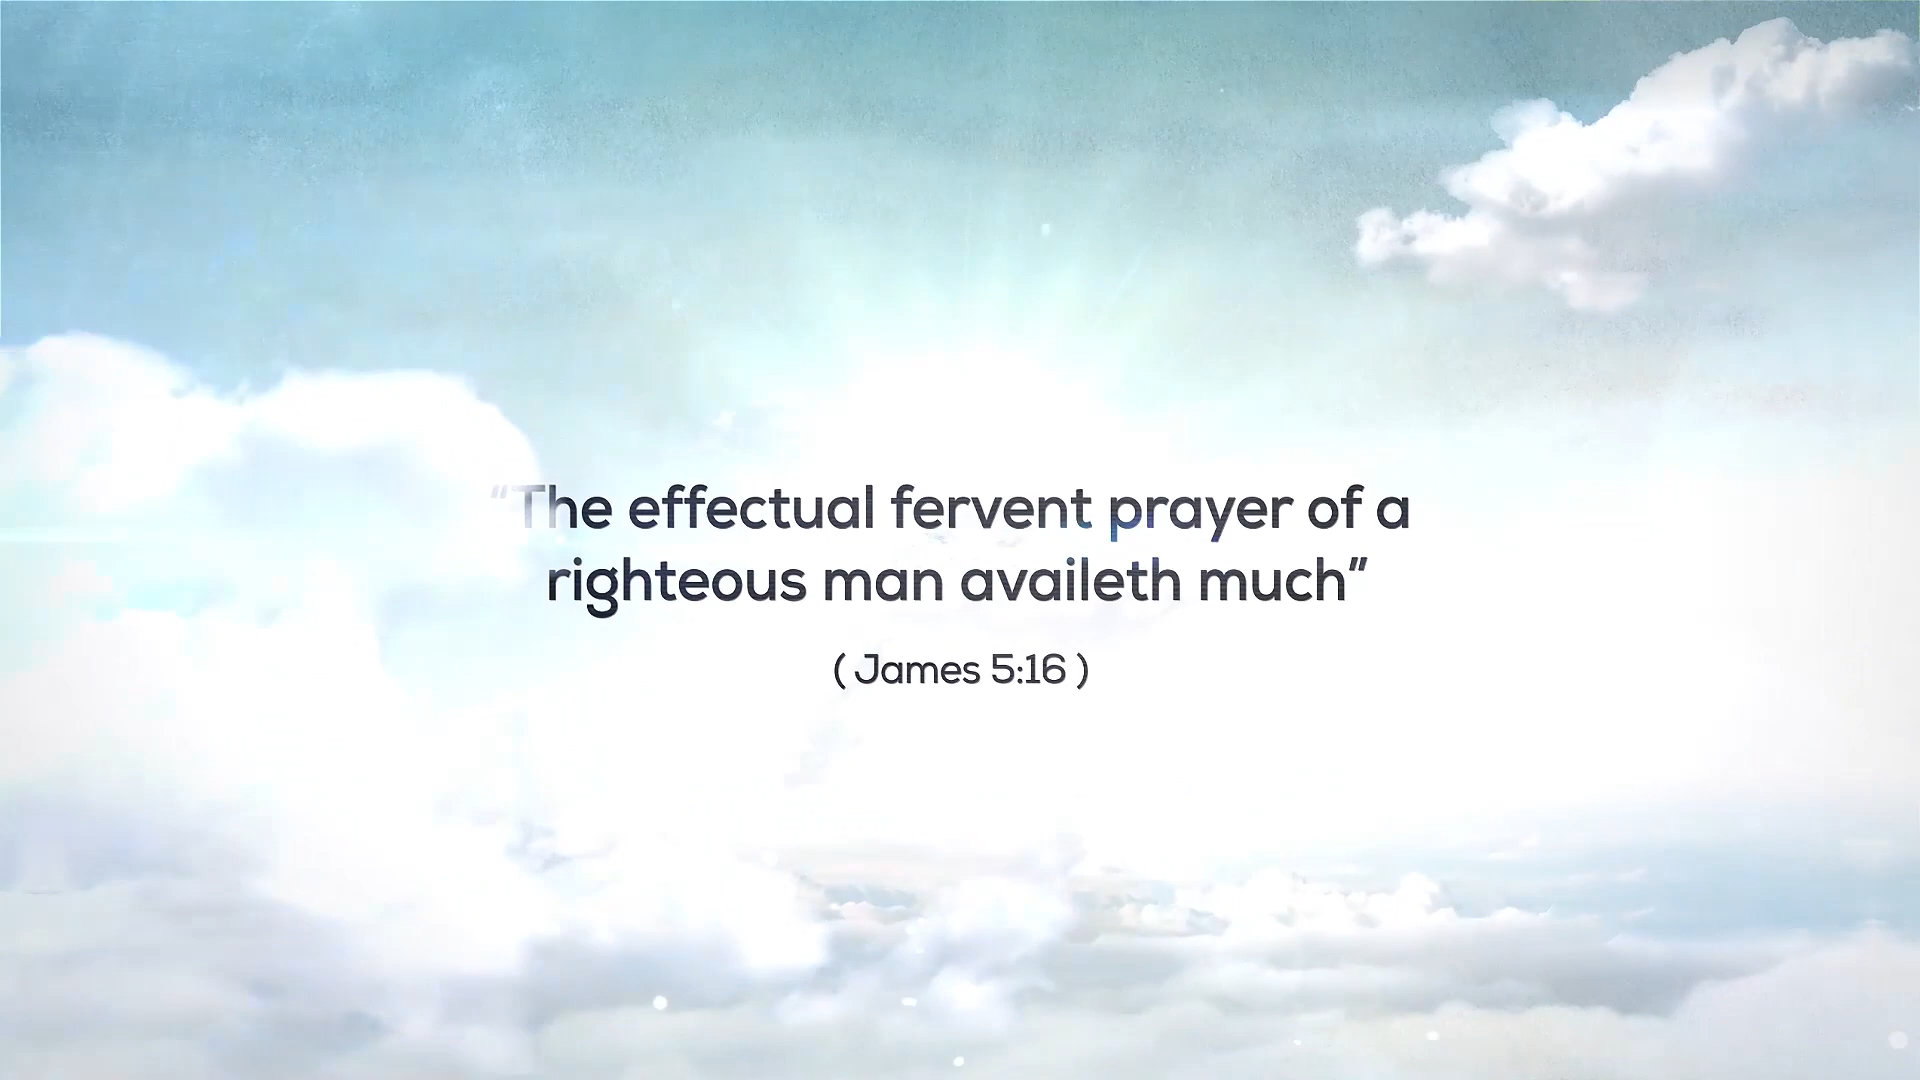 “The effectual fervent prayer of a
righteous man availeth much”
( James 5:16 )